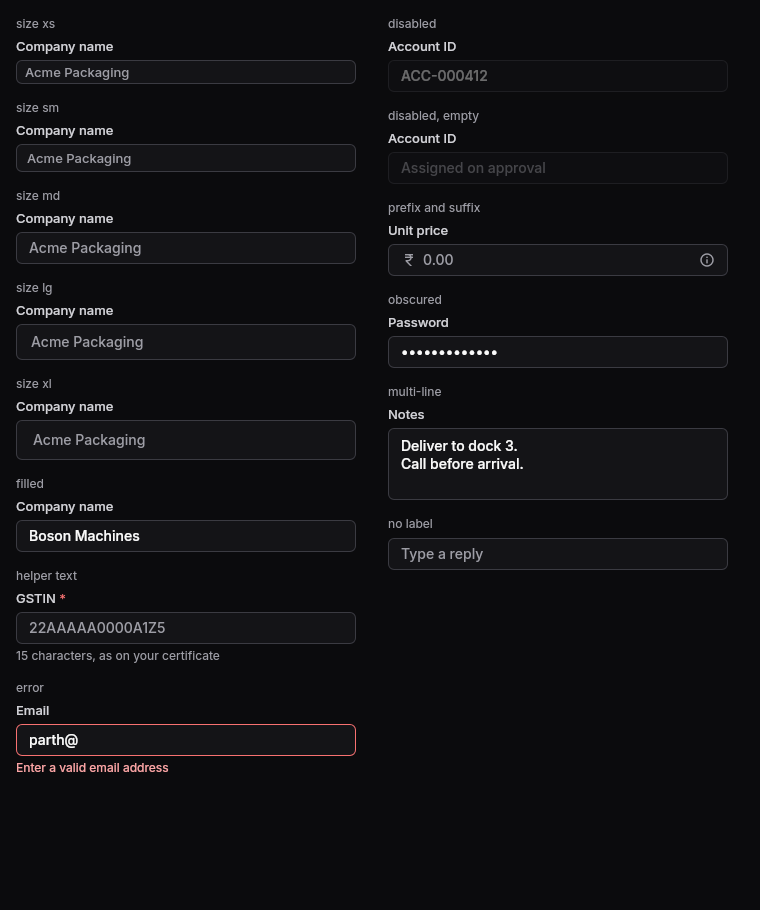 size xs
Company name
Acme Packaging
size sm
Company name
Acme Packaging
size md
Company name
Acme Packaging
size lg
Company name
Acme Packaging
size xl
Company name
Acme Packaging
filled
Company name
Boson Machines
helper text
GSTIN *
22AAAAA0000A1Z5
15 characters, as on your certificate
error
Email
parth@
Enter a valid email address
disabled
Account ID
ACC-000412
disabled, empty
Account ID
Assigned on approval
prefix and suffix
Unit price
₹ 0.00
obscured
Password
•••••••••••••
multi-line
Notes
Deliver to dock 3.
Call before arrival.
no label
Type a reply